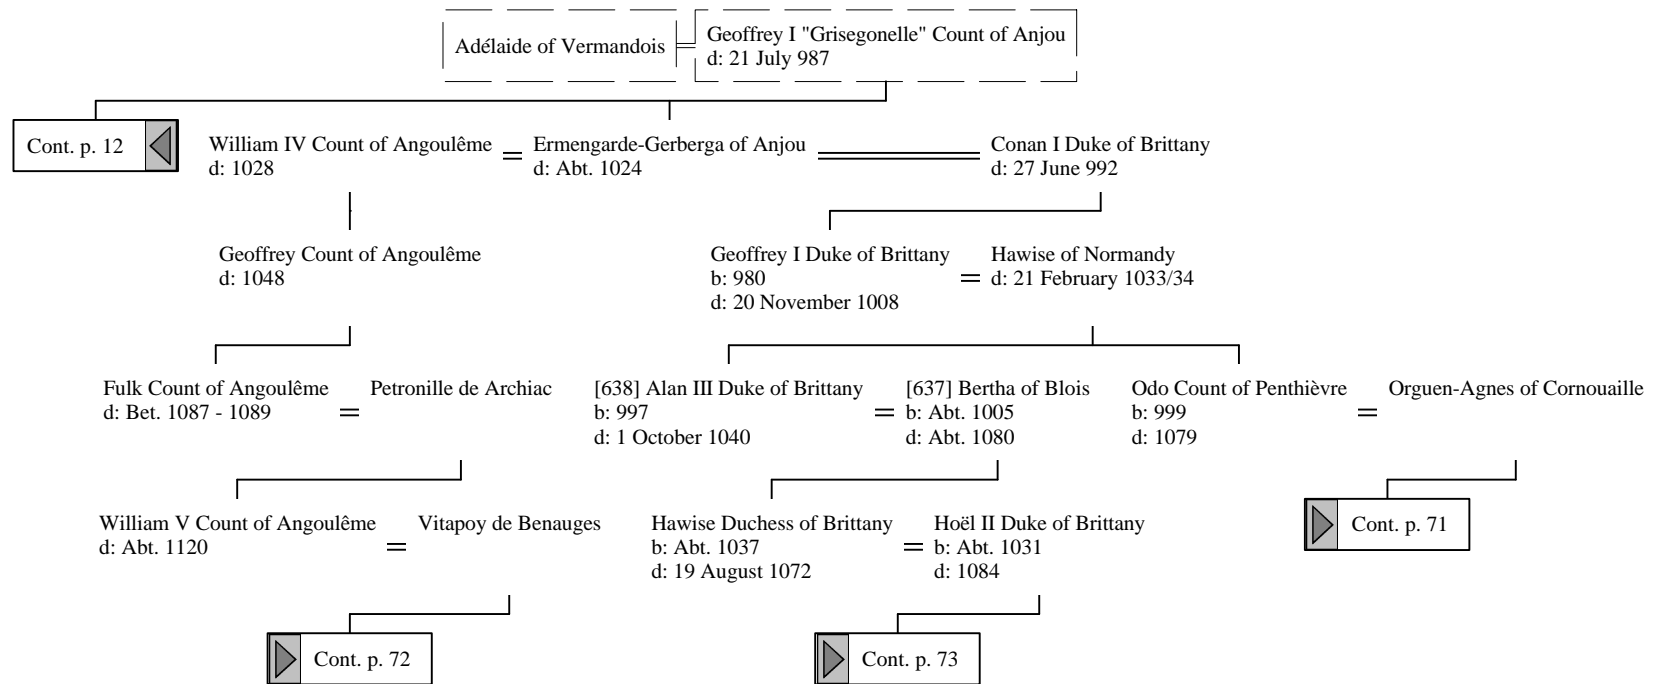 Adélaide of Vermandois
Geoffrey I "Grisegonelle" Count of Anjou
d: 21 July 987
Cont. p. 12
William IV Count of Angoulême
d: 1028
Ermengarde-Gerberga of Anjou
d: Abt. 1024
Conan I Duke of Brittany
d: 27 June 992
Geoffrey Count of Angoulême
d: 1048
Geoffrey I Duke of Brittany
b: 980
d: 20 November 1008
Hawise of Normandy
d: 21 February 1033/34
Fulk Count of Angoulême
d: Bet. 1087 - 1089
Petronille de Archiac
[638] Alan III Duke of Brittany
b: 997
d: 1 October 1040
[637] Bertha of Blois
b: Abt. 1005
d: Abt. 1080
Odo Count of Penthièvre
b: 999
d: 1079
Orguen-Agnes of Cornouaille
William V Count of Angoulême
d: Abt. 1120
Vitapoy de Benauges
Hawise Duchess of Brittany
b: Abt. 1037
d: 19 August 1072
Hoël II Duke of Brittany
b: Abt. 1031
d: 1084
Cont. p. 71
Cont. p. 72
Cont. p. 73